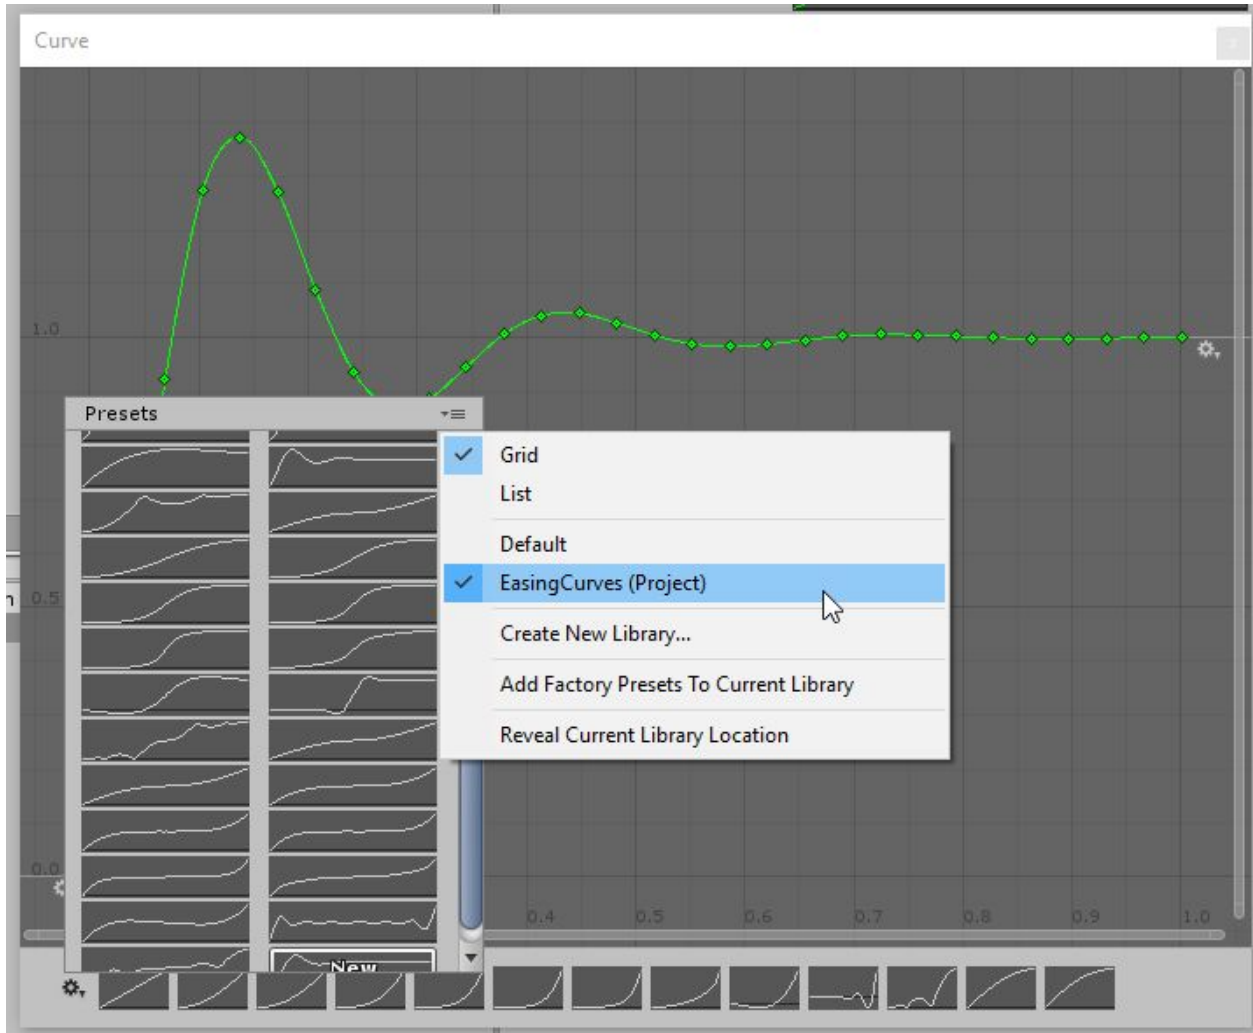 Curve
1.0
Presets
Grid
List
Default
EasingCurves (Project)
n 0.5
Create New Library...
Add Factory Presets To Current Library
Reveal Current Library Location
0.0
0.4 0.5 0.6 0.7 0.8 0.9 1.0
New